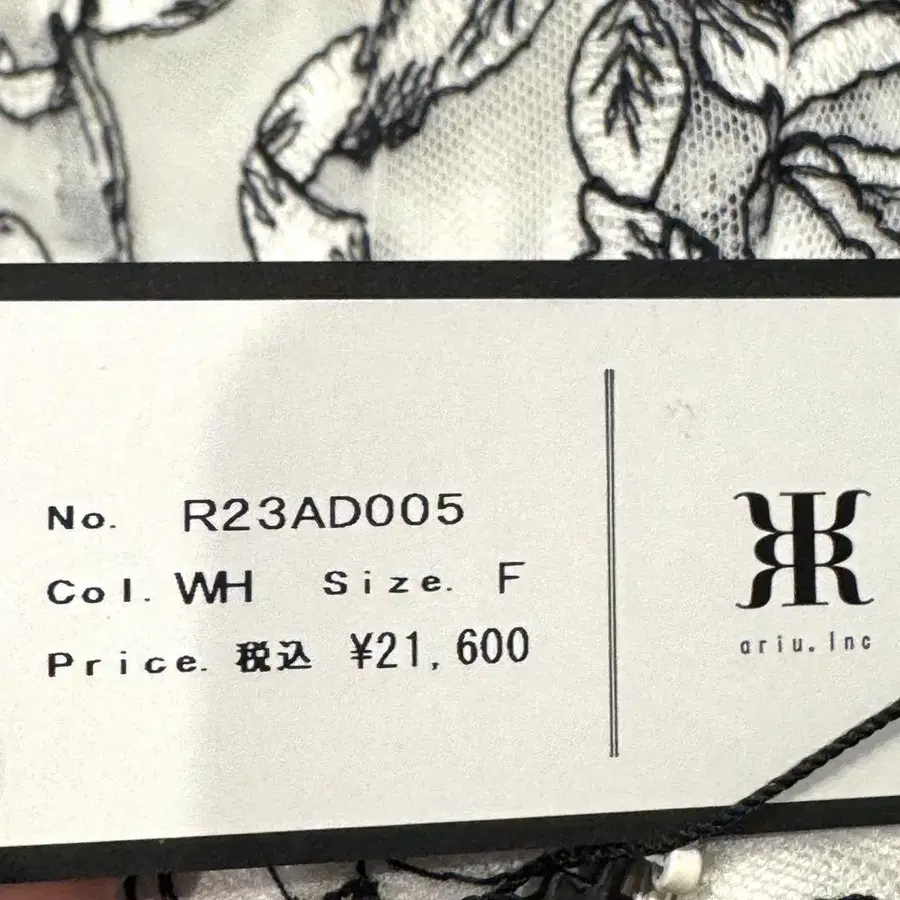 No. R23AD005
Col. WH Size. F
Price. 税込 ¥21,600
ariu.Inc